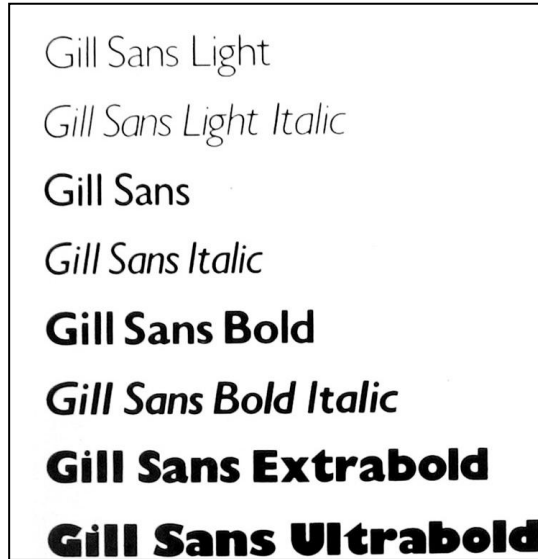 Gill Sans Light
Gill Sans Light Italic
Gill Sans
Gill Sans Italic
Gill Sans Bold
Gill Sans Bold Italic
Gill Sans Extrabold
Gill Sans Ultrabold